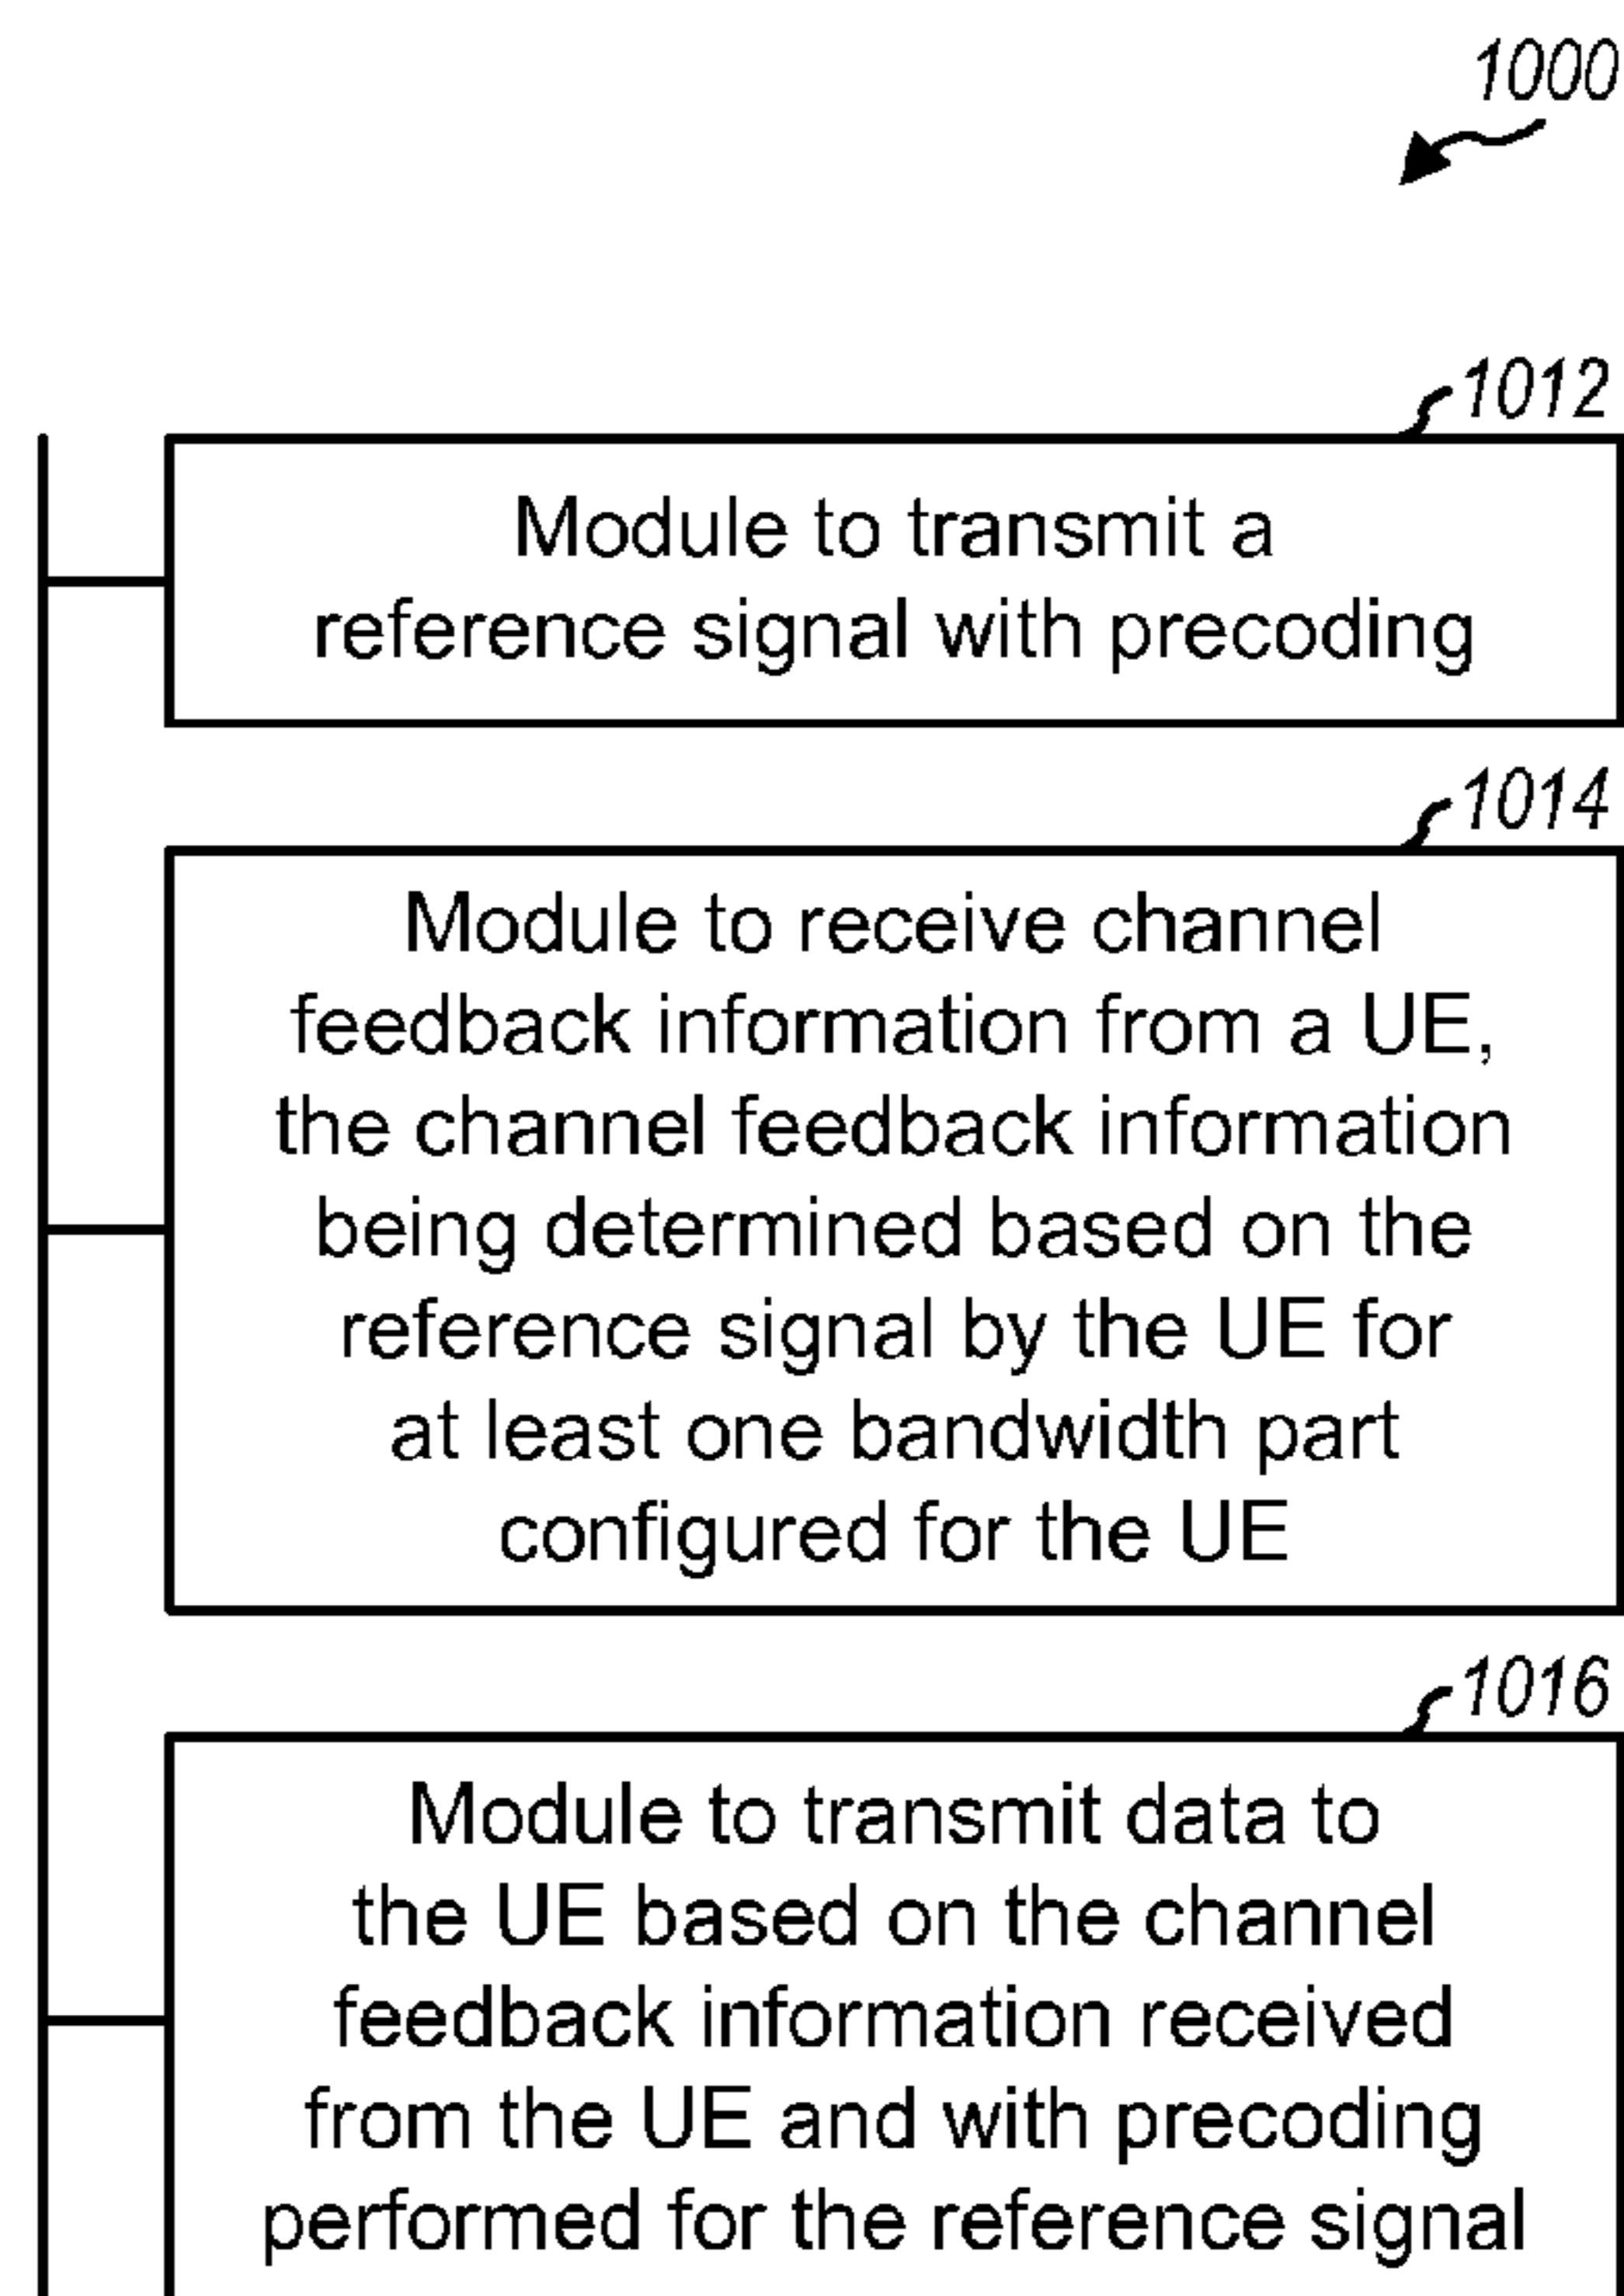 1000
1012
Module to transmit a
reference signal with precoding
1014
Module to receive channel
feedback information from a UE,
the channel feedback information
being determined based on the
reference signal by the UE for
at least one bandwidth part
configured for the UE
1016
Module to transmit data to
the UE based on the channel
feedback information received
from the UE and with precoding
performed for the reference signal